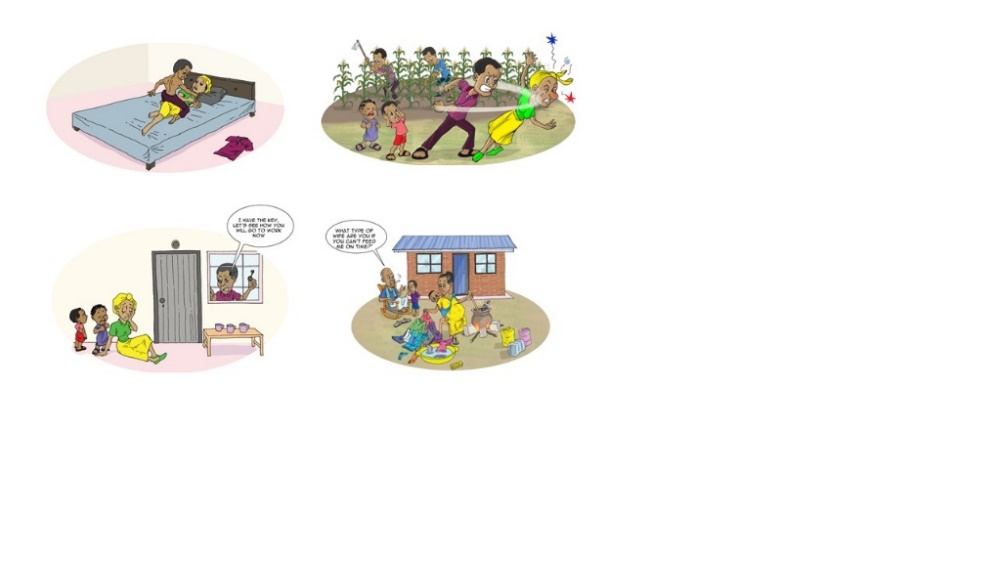 I HAVE THE KEY,
LET'S SEE HOW YOU
WILL GO TO WORK
NOW
WHAT TYPE OF
WIFE ARE YOU IF
YOU CAN'T FEED
ME ON TIME?"